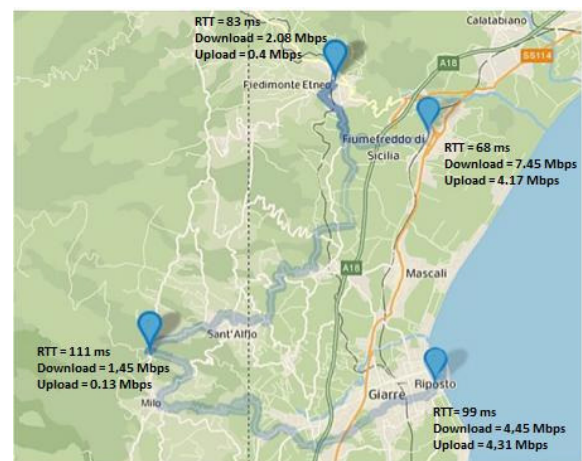 RTT = 83 ms
Download = 2.08 Mbps
Upload = 0.4 Mbps
Calatabiano
SS114
A18
Piedimonte Etneo
Fiumefreddo di
Sicilia
RTT = 68 ms
Download = 7.45 Mbps
Upload = 4.17 Mbps
A18
Mascali
Sant'Alfio
RTT = 111 ms
Download = 1,45 Mbps
Upload = 0.13 Mbps
Milo
Giarre
Riposto
RTT= 99 ms
Download = 4,45 Mbps
Upload = 4,31 Mbps